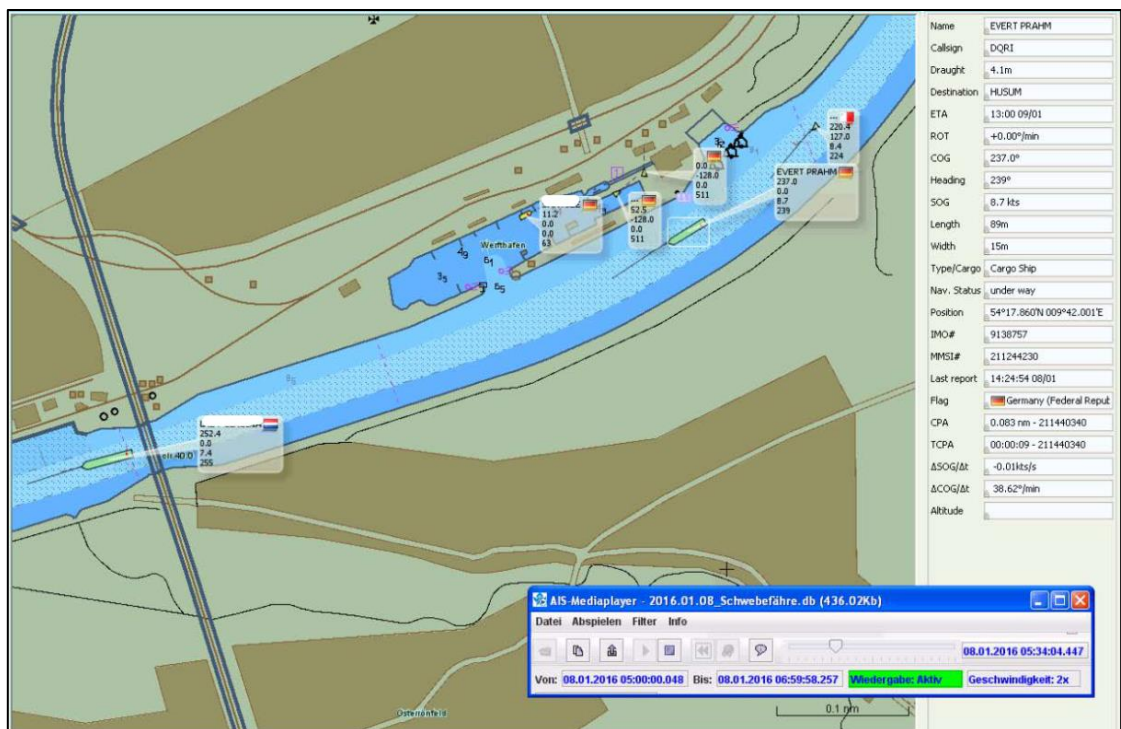 Name EVERT PRAHM
Callsign DQRI
Draught 4.1m
Destination HUSUM
ETA 13:00 09/01
ROT +0.00°/min
COG 237.0°
Heading 239°
SOG 8.7 kts
Length 89m
Width 15m
Type/Cargo Cargo Ship
Nav. Status under way
Position 54°17.860'N 009°42.001'E
IMO# 9138757
MMSI# 211244230
Last report 14:24:54 08/01
Flag Germany (Federal Reput
CPA 0.083 nm - 211440340
TCPA 00:00:09 - 211440340
ΔSOG/Δt -0.01kts/s
ΔCOG/Δt 38.62°/min
Altitude
---
220.4
127.0
8.4
224
EVERT PRAHM
237.0
0.0
8.7
239
0.0
-128.0
0.0
511
---
52.5
-128.0
0.0
511
11.2
0.0
0.0
63
Werfthafen
252.4
0.0
7.4
255
40.0
Osterrönfeld
0.1 nm
AIS-Mediaplayer - 2016.01.08_Schwebefähre.db (436.02Kb)
Datei Abspielen Filter Info
08.01.2016 05:34:04.447
Von: 08.01.2016 05:00:00.048 Bis: 08.01.2016 06:59:58.257 Wiedergabe: Aktiv Geschwindigkeit: 2x